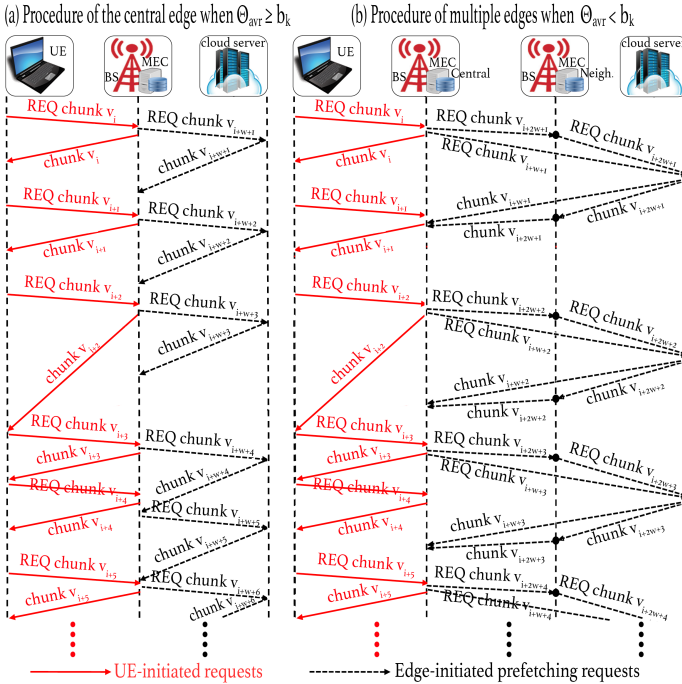 (a) Procedure of the central edge when Θavr ≥ bk
UE
BS
MEC
cloud server
REQ chunk vi
REQ chunk vi+w+1
chunk vi
chunk vi+w+1
REQ chunk vi+1
REQ chunk vi+w+2
chunk vi+1
chunk vi+w+2
REQ chunk vi+2
REQ chunk vi+w+3
chunk vi+w+3
chunk vi+2
REQ chunk vi+3
REQ chunk vi+w+4
chunk vi+3
chunk vi+w+4
REQ chunk vi+4
REQ chunk vi+w+5
chunk vi+4
chunk vi+w+5
REQ chunk vi+5
REQ chunk vi+w+6
chunk vi+5
chunk vi+w+6
(b) Procedure of multiple edges when Θavr < bk
UE
BS
MEC
Central
BS
MEC
Neigh.
cloud server
REQ chunk vi
REQ chunk vi+2w+1
REQ chunk vi+2w+1
REQ chunk vi+w+1
chunk vi
chunk vi+w+1
chunk vi+2w+1
REQ chunk vi+1
chunk vi+2w+1
chunk vi+1
REQ chunk vi+2
REQ chunk vi+2w+2
REQ chunk vi+2w+2
REQ chunk vi+w+2
chunk vi+2
chunk vi+w+2
chunk vi+2w+2
chunk vi+2w+2
REQ chunk vi+3
REQ chunk vi+2w+3
REQ chunk vi+2w+3
chunk vi+3
REQ chunk vi+w+3
REQ chunk vi+4
chunk vi+4
chunk vi+w+3
chunk vi+2w+3
chunk vi+2w+3
REQ chunk vi+5
REQ chunk vi+2w+4
REQ chunk vi+2w+4
chunk vi+5
REQ chunk vi+w+4
UE-initiated requests
Edge-initiated prefetching requests